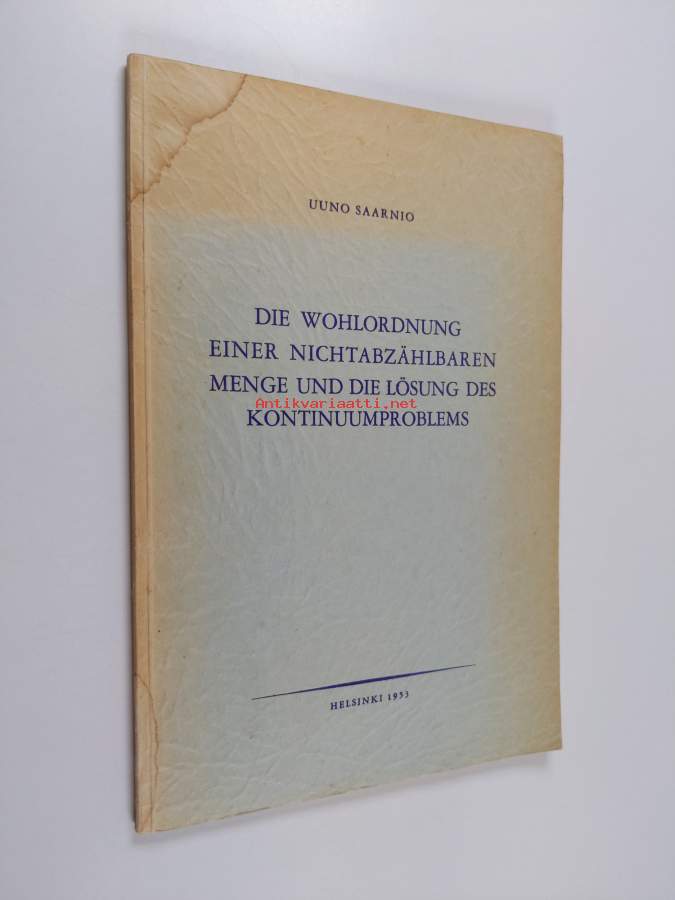 UUNO SAARNIO
DIE WOHLORDNUNG
EINER NICHTABZÄHLBAREN
MENGE UND DIE LÖSUNG DES
Antikvariaatti.net
KONTINUUMPROBLEMS
HELSINKI 1953